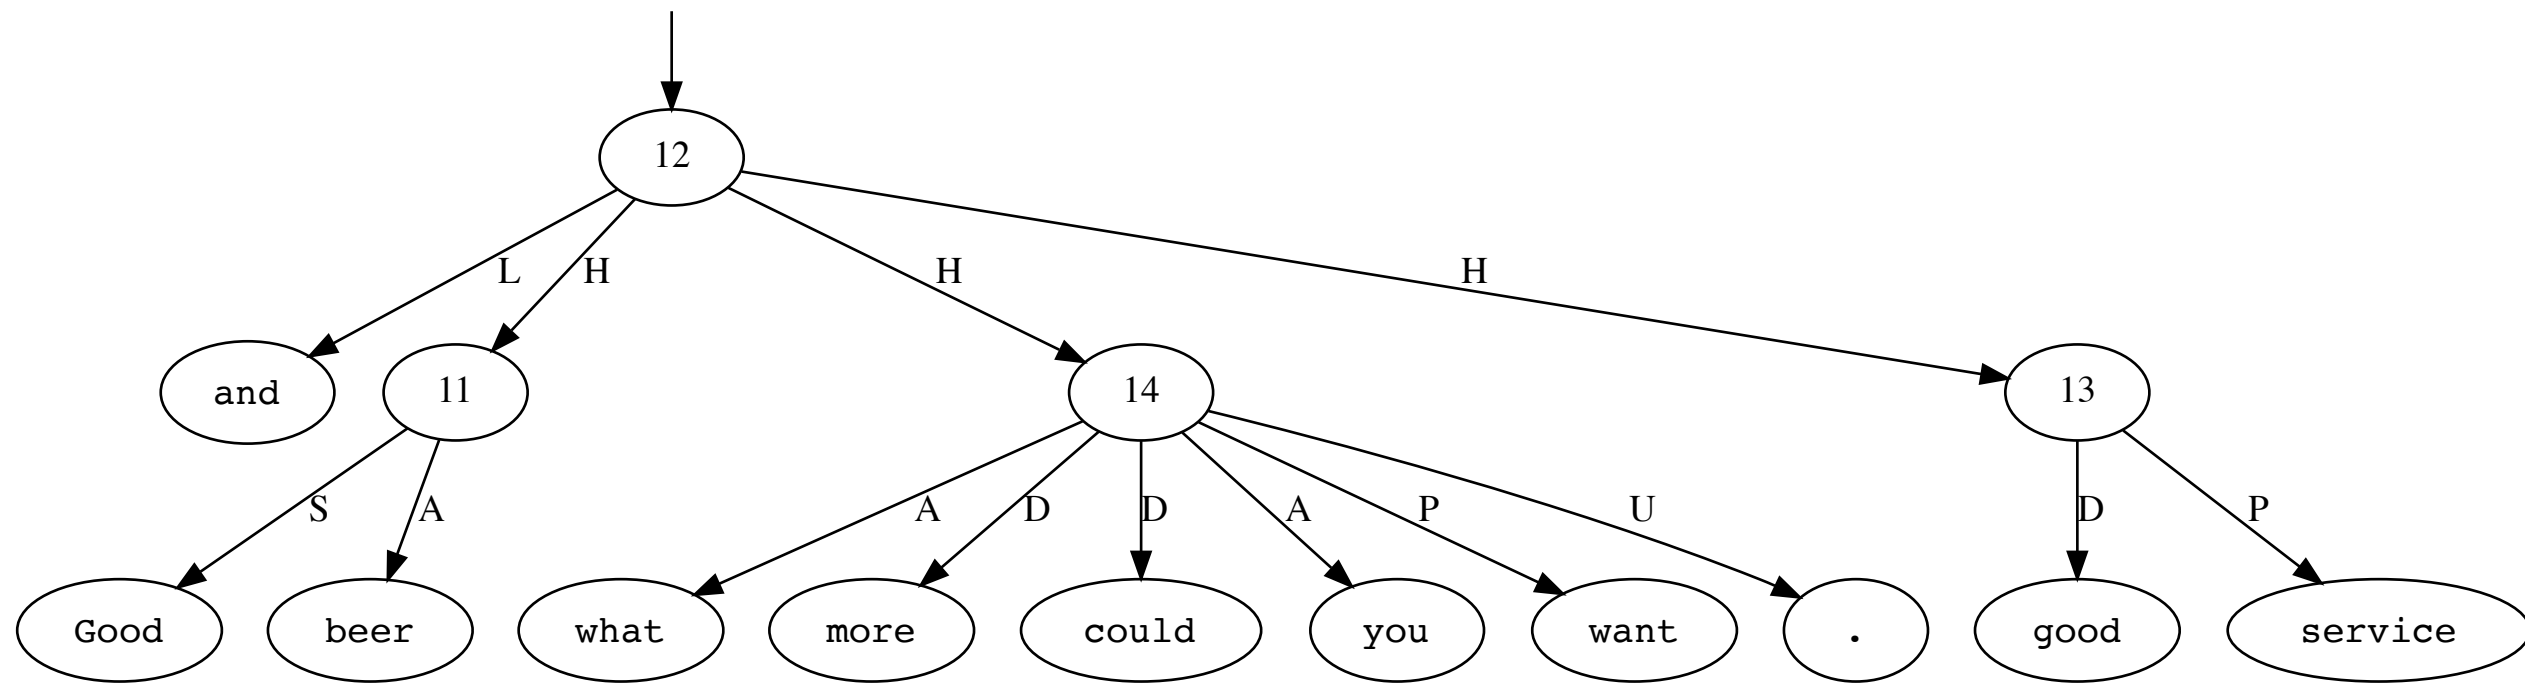 12
L H H H
and 11 14 13
S A A D D A P U D P
Good beer what more could you want . good service